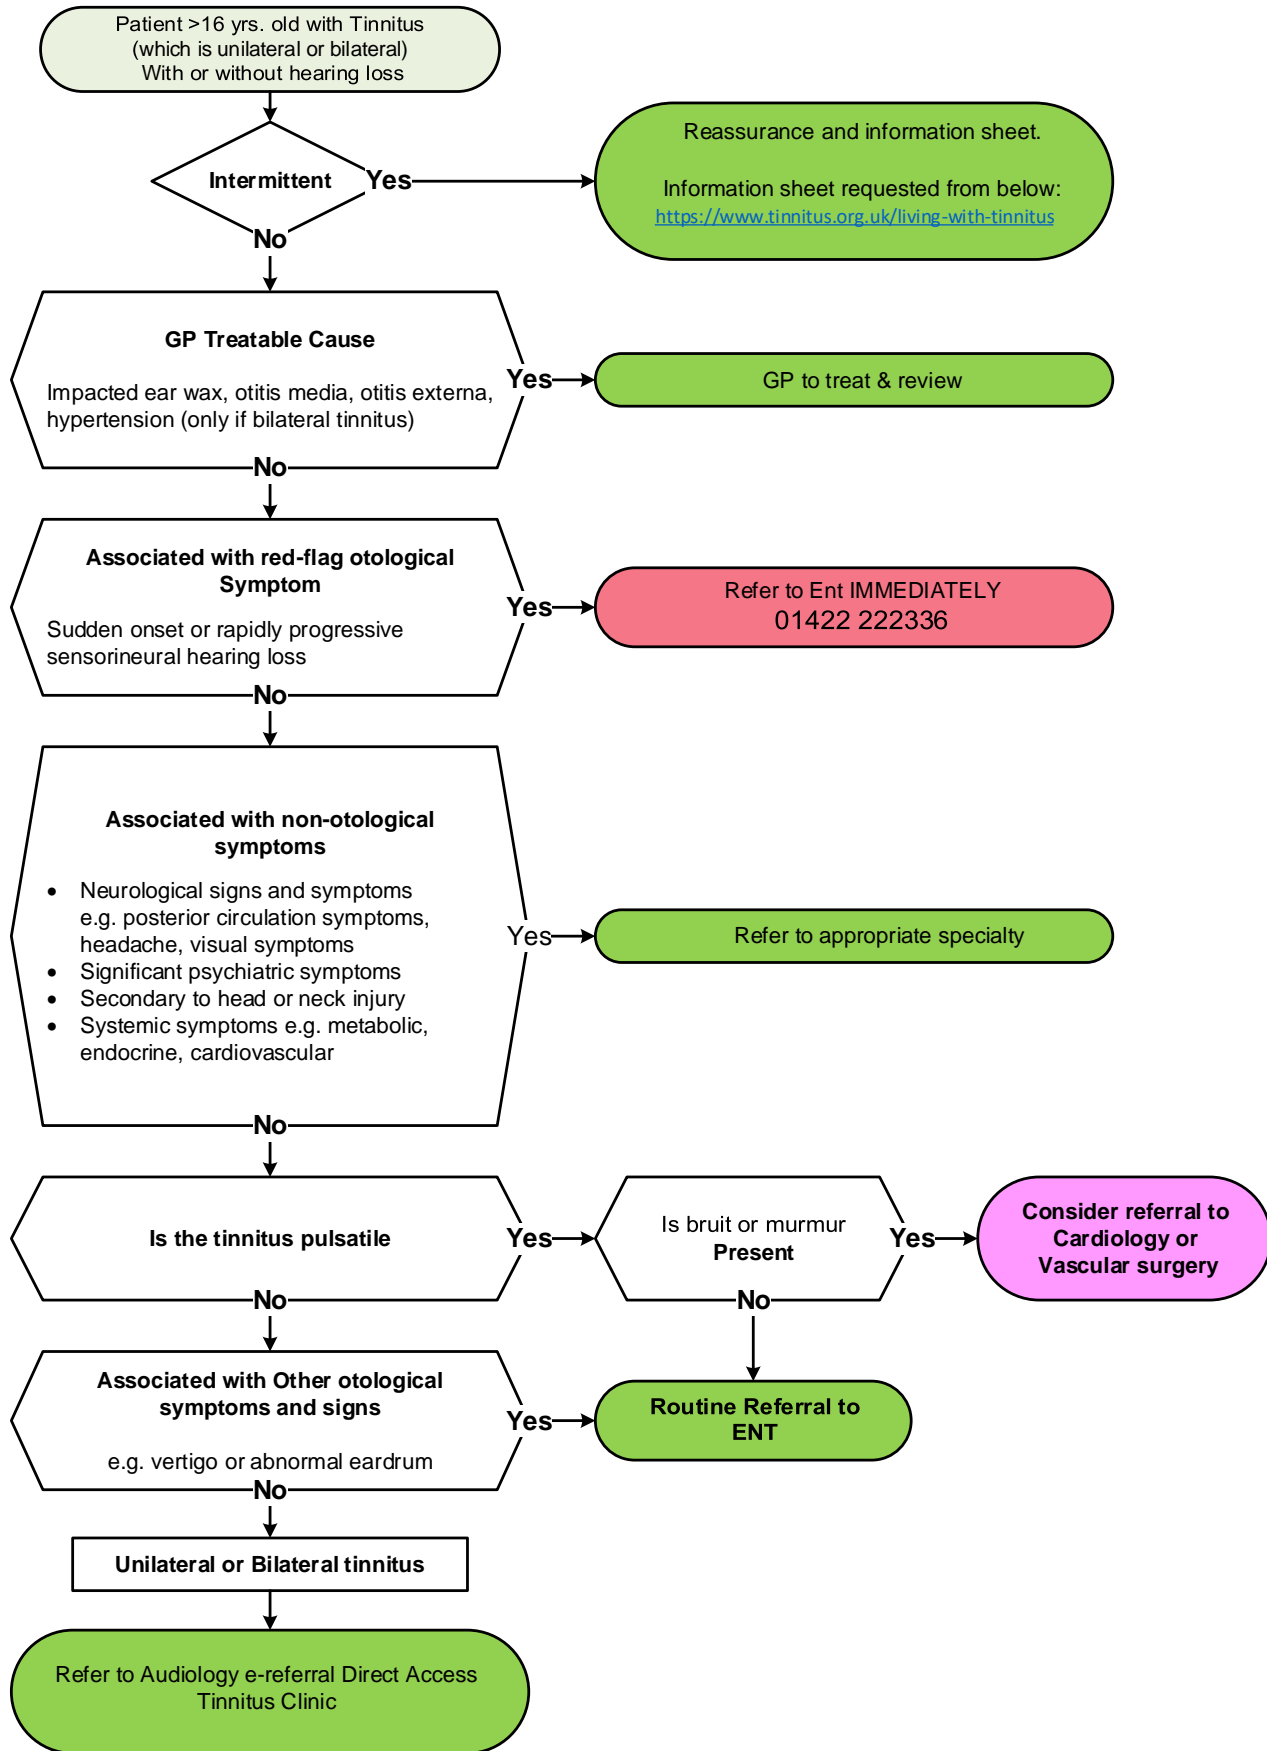 Patient >16 yrs. old with Tinnitus
(which is unilateral or bilateral)
With or without hearing loss
Intermittent
Yes
Reassurance and information sheet.
Information sheet requested from below:
https://www.tinnitus.org.uk/living-with-tinnitus
No
GP Treatable Cause
Impacted ear wax, otitis media, otitis externa,
hypertension (only if bilateral tinnitus)
Yes
GP to treat & review
No
Associated with red-flag otological
Symptom
Sudden onset or rapidly progressive
sensorineural hearing loss
Yes
Refer to Ent IMMEDIATELY
01422 222336
No
Associated with non-otological
symptoms
• Neurological signs and symptoms
e.g. posterior circulation symptoms,
headache, visual symptoms
• Significant psychiatric symptoms
• Secondary to head or neck injury
• Systemic symptoms e.g. metabolic,
endocrine, cardiovascular
Yes
Refer to appropriate specialty
No
Is the tinnitus pulsatile
Yes
Is bruit or murmur
Present
Yes
Consider referral to
Cardiology or
Vascular surgery
No
No
Associated with Other otological
symptoms and signs
e.g. vertigo or abnormal eardrum
Yes
Routine Referral to
ENT
No
Unilateral or Bilateral tinnitus
Refer to Audiology e-referral Direct Access
Tinnitus Clinic